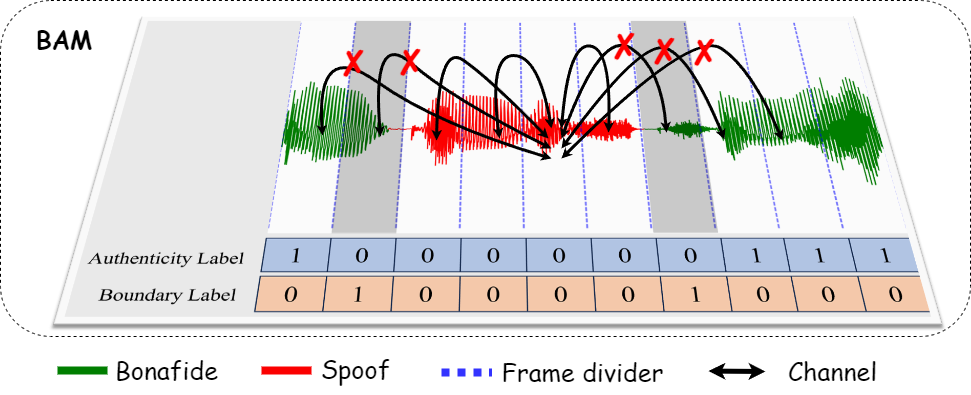 BAM
Authenticity Label 1 0 0 0 0 0 0 1 1 1
Boundary Label 0 1 0 0 0 0 1 0 0 0
Bonafide Spoof Frame divider Channel